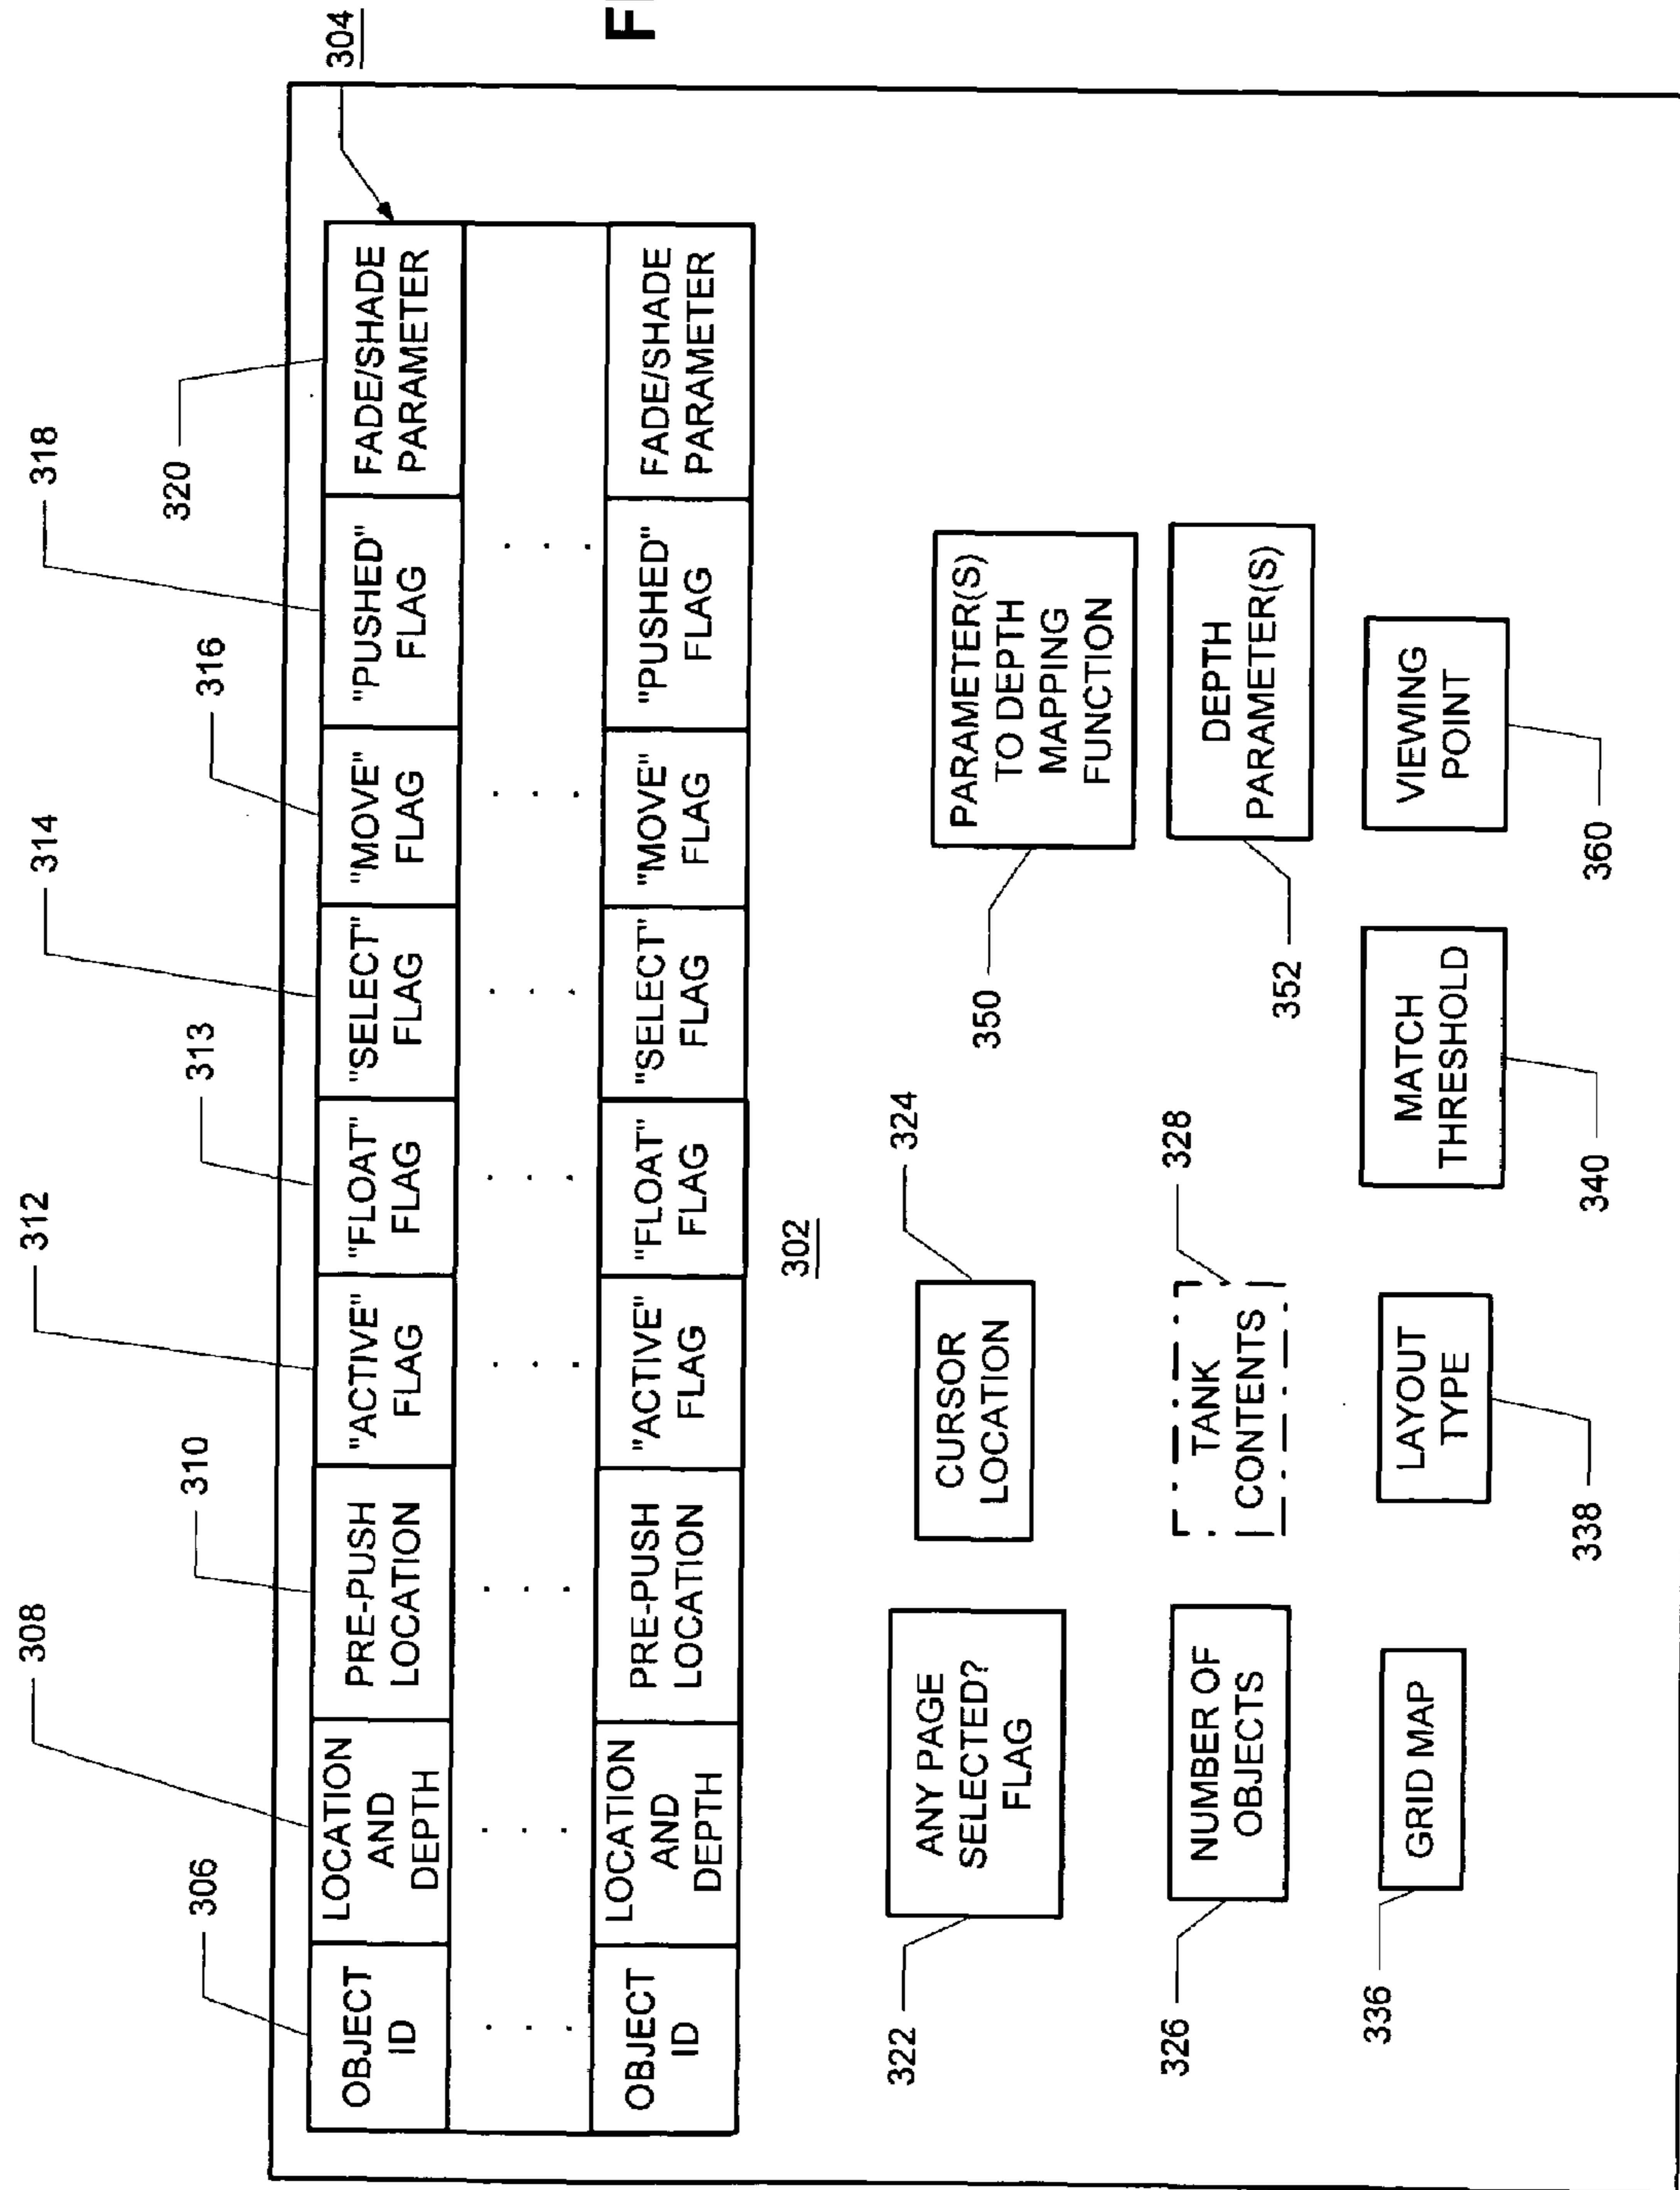 304
F
312
318
308
310
313
314
316
306
320
OBJECT
ID
LOCATION
AND
DEPTH
PRE-PUSH
LOCATION
"ACTIVE"
FLAG
"FLOAT"
FLAG
"SELECT"
FLAG
"MOVE"
FLAG
"PUSHED"
FLAG
FADE/SHADE
PARAMETER
. . .
. . .
. . .
. . .
. . .
. . .
. . .
. . .
OBJECT
ID
LOCATION
AND
DEPTH
PRE-PUSH
LOCATION
"ACTIVE"
FLAG
"FLOAT"
FLAG
"SELECT"
FLAG
"MOVE"
FLAG
"PUSHED"
FLAG
FADE/SHADE
PARAMETER
302
322
ANY PAGE
SELECTED?
FLAG
CURSOR
LOCATION
324
350
PARAMETER(S)
TO DEPTH
MAPPING
FUNCTION
326
NUMBER OF
OBJECTS
TANK
CONTENTS
328
352
DEPTH
PARAMETER(S)
336
GRID MAP
LAYOUT
TYPE
338
MATCH
THRESHOLD
340
VIEWING
POINT
360